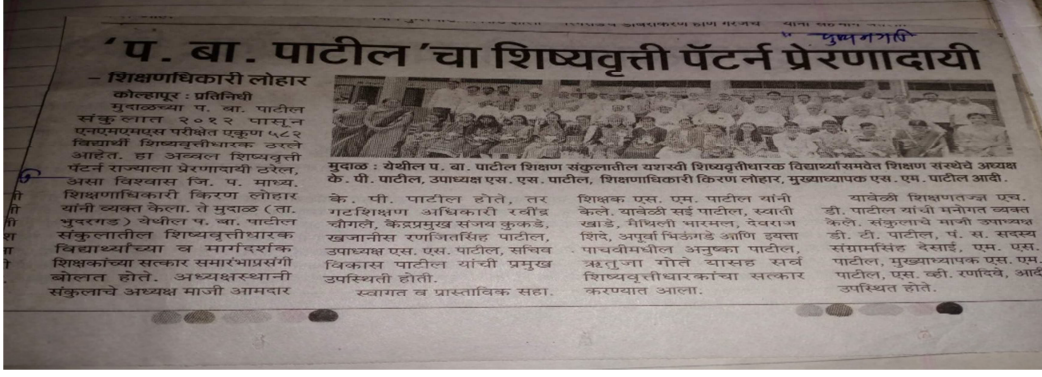 पुण्यनगरी
'प. बा. पाटील 'चा शिष्यवृत्ती पॅटर्न प्रेरणादायी
– शिक्षणधिकारी लोहार
कोल्हापूर : प्रतिनिधी
मुदाळच्या प. बा. पाटील
संकुलात २०१२ पासून
एनएमएमएस परीक्षेत एकुण ५८२
विद्यार्थी शिष्यवृत्तीधारक ठरले
आहेत. हा अव्वल शिष्यवृत्ती
पॅटर्न राज्याला प्रेरणादायी ठरेल,
असा विश्वास जि. प. माध्य.
शिक्षणाधिकारी किरण लोहार
यांनी व्यक्त केला. ते मुदाळ (ता.
भुदरगड) येथील प. बा. पाटील
संकुलातील शिष्यवृत्तीधारक
विद्यार्थ्यांच्या व मार्गदर्शक
शिक्षकांच्या सत्कार समारंभाप्रसंगी
बोलत होते. अध्यक्षस्थानी
संकुलाचे अध्यक्ष माजी आमदार
मुदाळ : येथील प. बा. पाटील शिक्षण संकुलातील यशस्वी शिष्यवृत्तीधारक विद्यार्थ्यांसमवेत शिक्षण संस्थेचे अध्यक्ष
के. पी. पाटील, उपाध्यक्ष एस. एस. पाटील, शिक्षणाधिकारी किरण लोहार, मुख्याध्यापक एस. एम. पाटील आदी.
के. पी. पाटील होते, तर
गटशिक्षण अधिकारी रवींद्र
चौगले, केंद्रप्रमुख संजय कुकडे,
खजानीस रणजितसिंह पाटील,
उपाध्यक्ष एस. एस. पाटील, सचिव
विकास पाटील यांची प्रमुख
उपस्थिती होती.
स्वागत व प्रास्ताविक सहा.
शिक्षक एस. एम. पाटील यांनी
केले. यावेळी सई पाटील, स्वाती
खाडे, मैथिली भारमल, देवराज
शिंदे, अपुर्वा भिऊंगडे आणि इयत्ता
पाचवीमधील अनुष्का पाटील,
ऋतुजा गीते यासह सर्व
शिष्यवृत्तीधारकांचा सत्कार
करण्यात आला.
यावेळी शिक्षणतज्ज्ञ एच.
डी. पाटील यांची मनोगत व्यक्त
केले. संकुलाचे माजी उपाध्यक्ष
डी. टी. पाटील, पं. स. सदस्य
संग्रामसिंह देसाई, एम. एस.
पाटील, मुख्याध्यापक एस. एम.
पाटील, एस. व्ही. रणदिवे, आदी
उपस्थित होते.